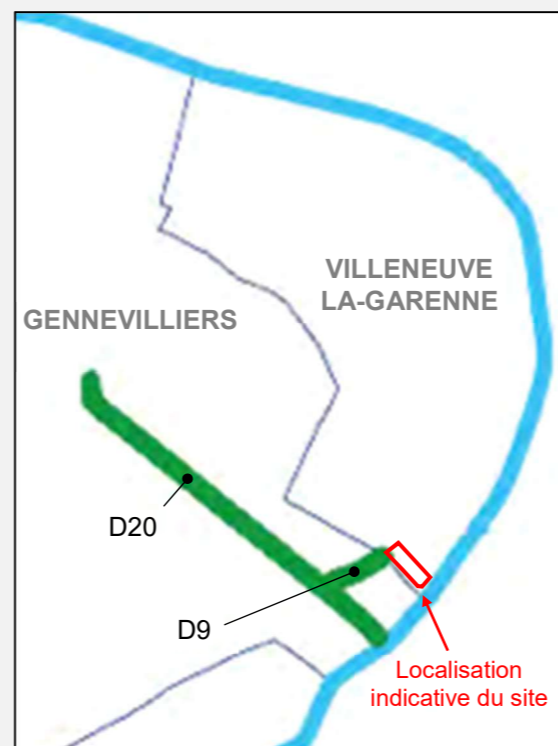 VILLENEUVE
LA-GARENNE
GENNEVILLIERS
D20
D9
Localisation
indicative du site